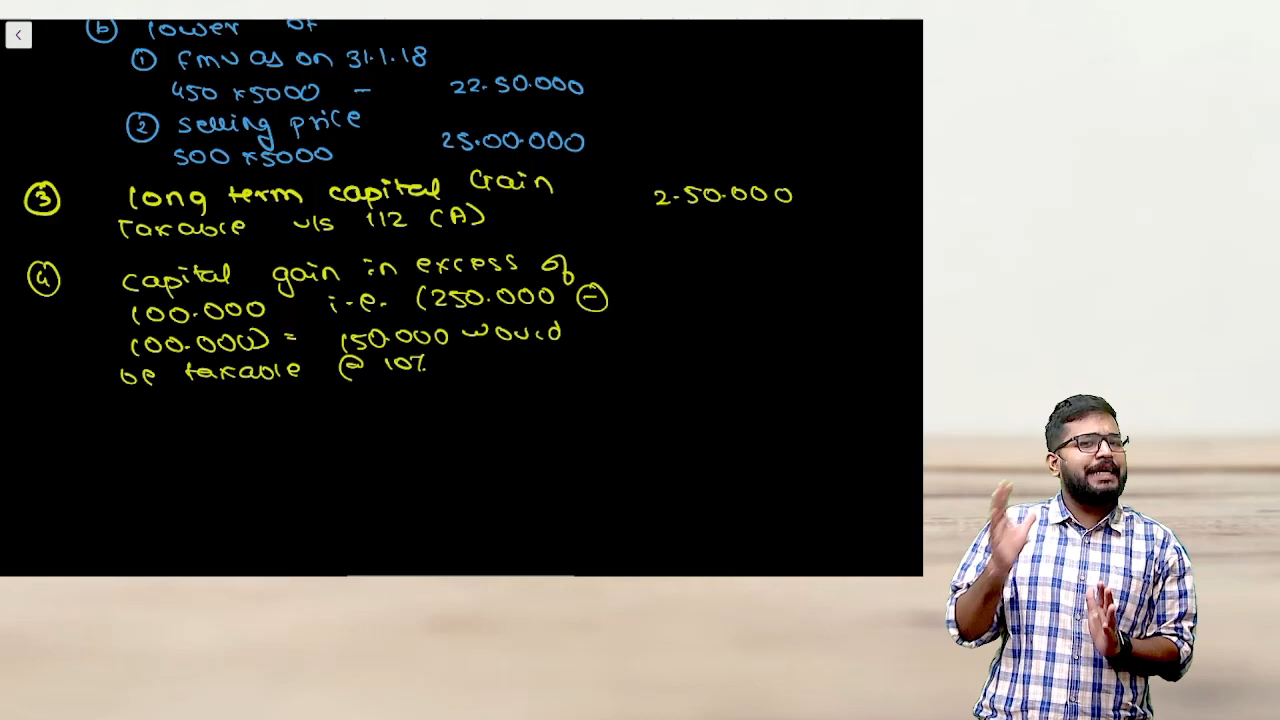 (b) lower of
(1) fmv as on 31.1.18
450 x 5000 - 22.50.000
(2) selling price
500 x 5000 25.00.000
(3) long term capital Gain 2.50.000
Taxable u/s 112 (A)
(4) capital gain in excess of
100.000 i.e. (250.000 (-)
100.000) = 150.000 would
be taxable @ 10%